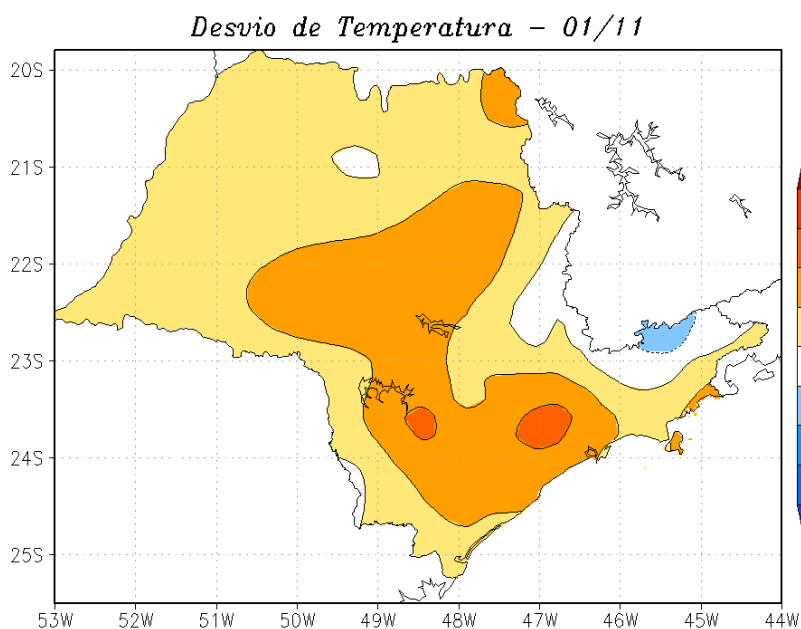 Desvio de Temperatura - 01/11
20S
21S
22S
23S
24S
25S
53W 52W 51W 50W 49W 48W 47W 46W 45W 44W